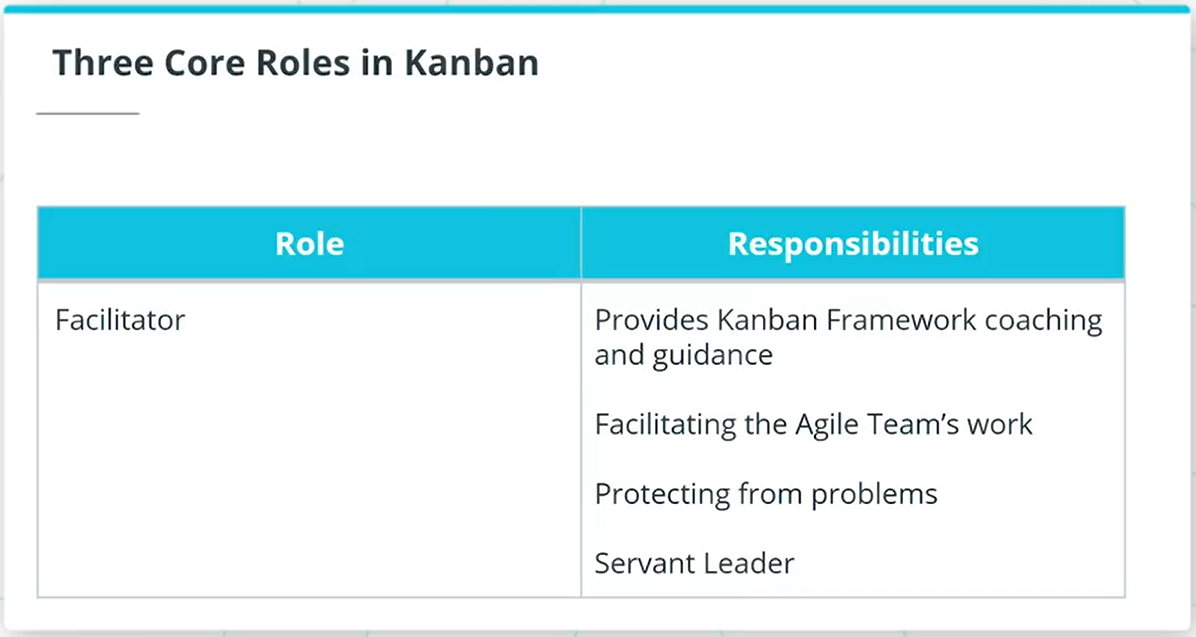 Three Core Roles in Kanban
Role
Responsibilities
Facilitator
Provides Kanban Framework coaching
and guidance
Facilitating the Agile Team’s work
Protecting from problems
Servant Leader